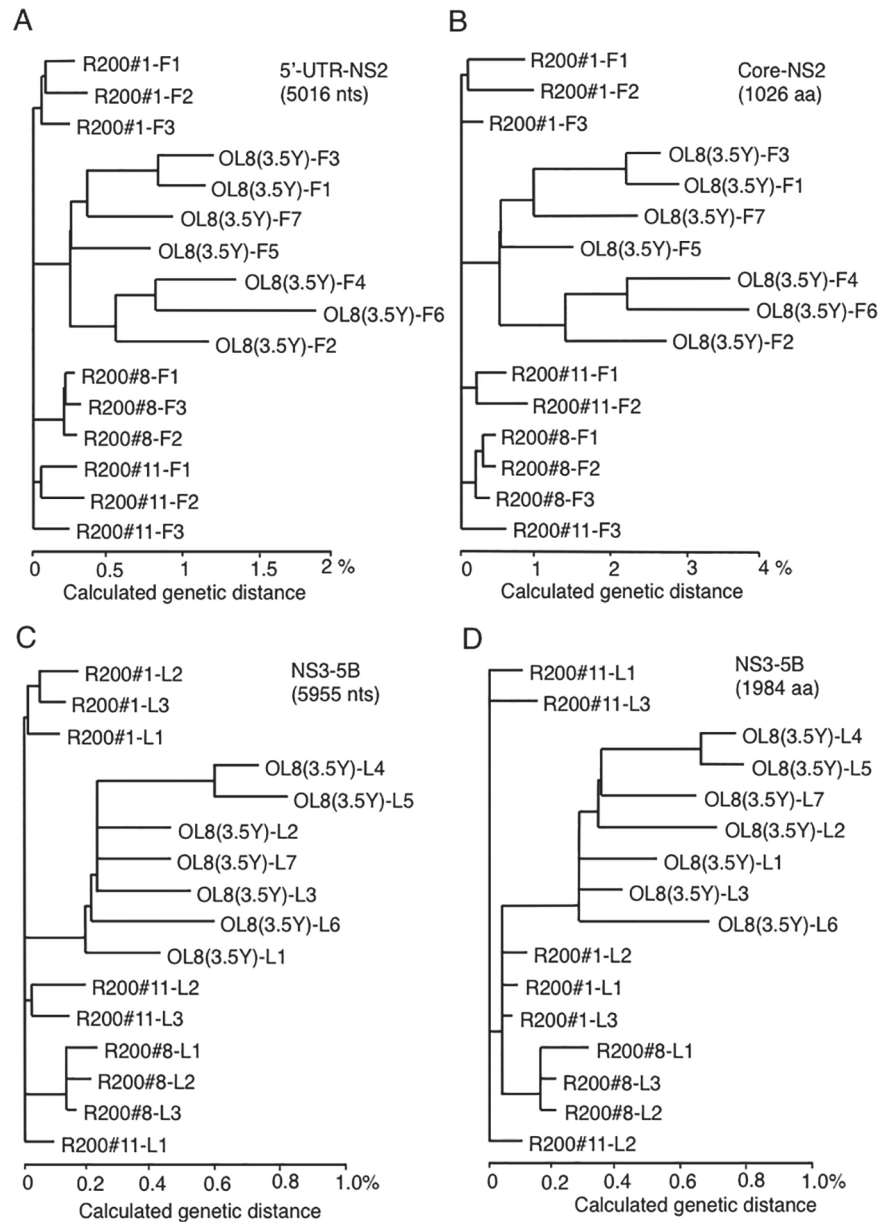 A
5'-UTR-NS2
(5016 nts)
R200#1-F1
R200#1-F2
R200#1-F3
OL8(3.5Y)-F3
OL8(3.5Y)-F1
OL8(3.5Y)-F7
OL8(3.5Y)-F5
OL8(3.5Y)-F4
OL8(3.5Y)-F6
OL8(3.5Y)-F2
R200#8-F1
R200#8-F3
R200#8-F2
R200#11-F1
R200#11-F2
R200#11-F3
0 0.5 1 1.5 2 %
Calculated genetic distance
B
Core-NS2
(1026 aa)
R200#1-F1
R200#1-F2
R200#1-F3
OL8(3.5Y)-F3
OL8(3.5Y)-F1
OL8(3.5Y)-F7
OL8(3.5Y)-F5
OL8(3.5Y)-F4
OL8(3.5Y)-F6
OL8(3.5Y)-F2
R200#11-F1
R200#11-F2
R200#8-F1
R200#8-F2
R200#8-F3
R200#11-F3
0 1 2 3 4 %
Calculated genetic distance
C
NS3-5B
(5955 nts)
R200#1-L2
R200#1-L3
R200#1-L1
OL8(3.5Y)-L4
OL8(3.5Y)-L5
OL8(3.5Y)-L2
OL8(3.5Y)-L7
OL8(3.5Y)-L3
OL8(3.5Y)-L6
OL8(3.5Y)-L1
R200#11-L2
R200#11-L3
R200#8-L1
R200#8-L2
R200#8-L3
R200#11-L1
0 0.2 0.4 0.6 0.8 1.0%
Calculated genetic distance
D
NS3-5B
(1984 aa)
R200#11-L1
R200#11-L3
OL8(3.5Y)-L4
OL8(3.5Y)-L5
OL8(3.5Y)-L7
OL8(3.5Y)-L2
OL8(3.5Y)-L1
OL8(3.5Y)-L3
OL8(3.5Y)-L6
R200#1-L2
R200#1-L1
R200#1-L3
R200#8-L1
R200#8-L3
R200#8-L2
R200#11-L2
0 0.2 0.4 0.6 0.8 1.0%
Calculated genetic distance